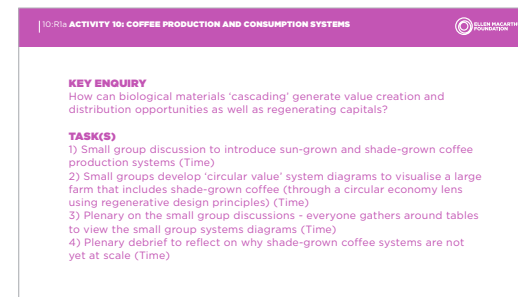 10:R1a ACTIVITY 10: COFFEE PRODUCTION AND CONSUMPTION SYSTEMS
ELLEN MACARTH
FOUNDATION
KEY ENQUIRY
How can biological materials ‘cascading’ generate value creation and
distribution opportunities as well as regenerating capitals?
TASK(S)
1) Small group discussion to introduce sun-grown and shade-grown coffee
production systems (Time)
2) Small groups develop ‘circular value’ system diagrams to visualise a large
farm that includes shade-grown coffee (through a circular economy lens
using regenerative design principles) (Time)
3) Plenary on the small group discussions - everyone gathers around tables
to view the small group systems diagrams (Time)
4) Plenary debrief to reflect on why shade-grown coffee systems are not
yet at scale (Time)